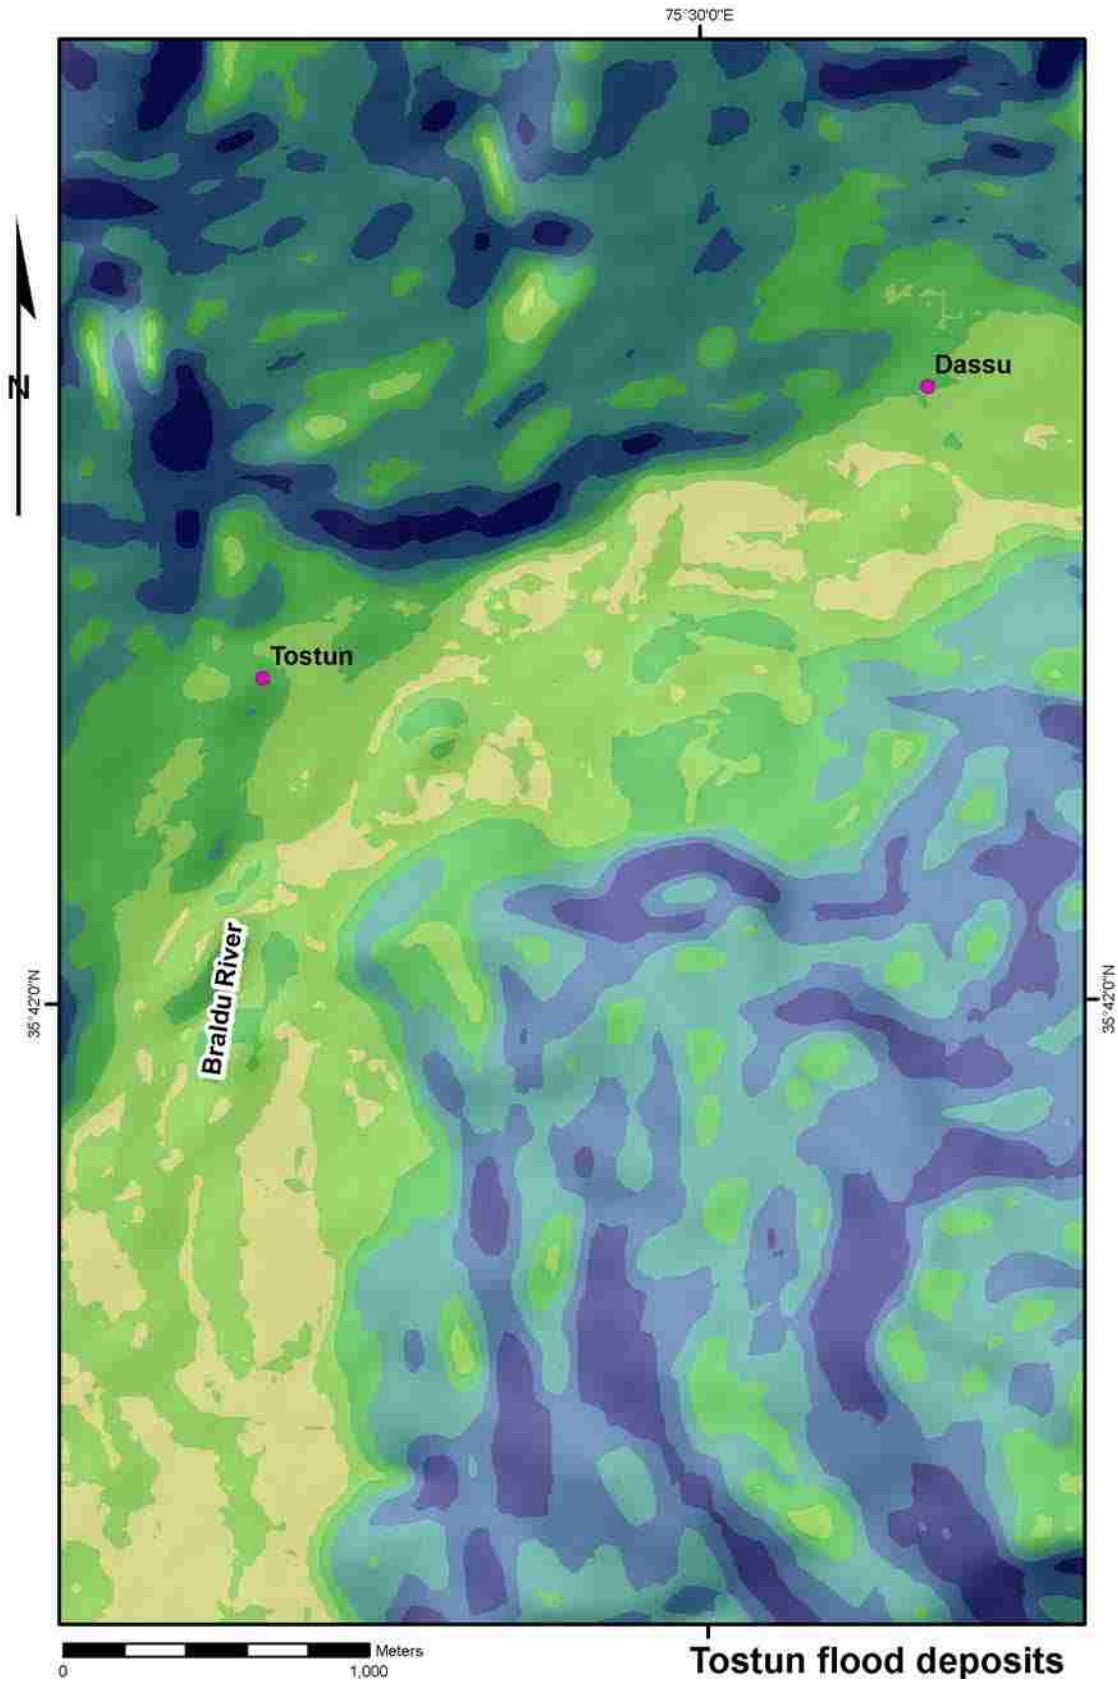 75°30'0"E
Dassu
N
Tostun
Braldu River
35°42'0"N
35°42'0"N
Meters
0 1,000
Tostun flood deposits